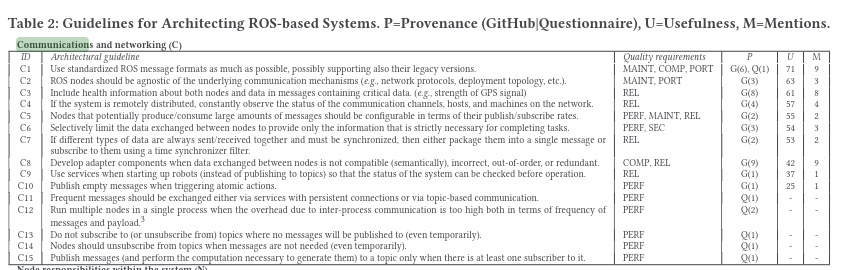 Table 2: Guidelines for Architecting ROS-based Systems. P=Provenance (GitHub|Questionnaire), U=Usefulness, M=Mentions.
Communications and networking (C)
ID Architectural guideline Quality requirements P U M
C1 Use standardized ROS message formats as much as possible, possibly supporting also their legacy versions. MAINT, COMP, PORT G(6), Q(1) 71 9
C2 ROS nodes should be agnostic of the underlying communication mechanisms (e.g., network protocols, deployment topology, etc.). MAINT, PORT G(3) 63 3
C3 Include health information about both nodes and data in messages containing critical data. (e.g., strength of GPS signal) REL G(8) 61 8
C4 If the system is remotely distributed, constantly observe the status of the communication channels, hosts, and machines on the network. REL G(4) 57 4
C5 Nodes that potentially produce/consume large amounts of messages should be configurable in terms of their publish/subscribe rates. PERF, MAINT, REL G(2) 55 2
C6 Selectively limit the data exchanged between nodes to provide only the information that is strictly necessary for completing tasks. PERF, SEC G(3) 54 3
C7 If different types of data are always sent/received together and must be synchronized, then either package them into a single message or REL G(2) 53 2
subscribe to them using a time synchronizer filter.
C8 Develop adapter components when data exchanged between nodes is not compatible (semantically), incorrect, out-of-order, or redundant. COMP, REL G(9) 42 9
C9 Use services when starting up robots (instead of publishing to topics) so that the status of the system can be checked before operation. REL G(1) 37 1
C10 Publish empty messages when triggering atomic actions. PERF G(1) 25 1
C11 Frequent messages should be exchanged either via services with persistent connections or via topic-based communication. PERF Q(1) - -
C12 Run multiple nodes in a single process when the overhead due to inter-process communication is too high both in terms of frequency of PERF Q(2) - -
messages and payload.3
C13 Do not subscribe to (or unsubscribe from) topics where no messages will be published to (even temporarily). PERF Q(1) - -
C14 Nodes should unsubscribe from topics when messages are not needed (even temporarily). PERF Q(1) - -
C15 Publish messages (and perform the computation necessary to generate them) to a topic only when there is at least one subscriber to it. PERF Q(1) - -
Node responsibilities within the system (N)